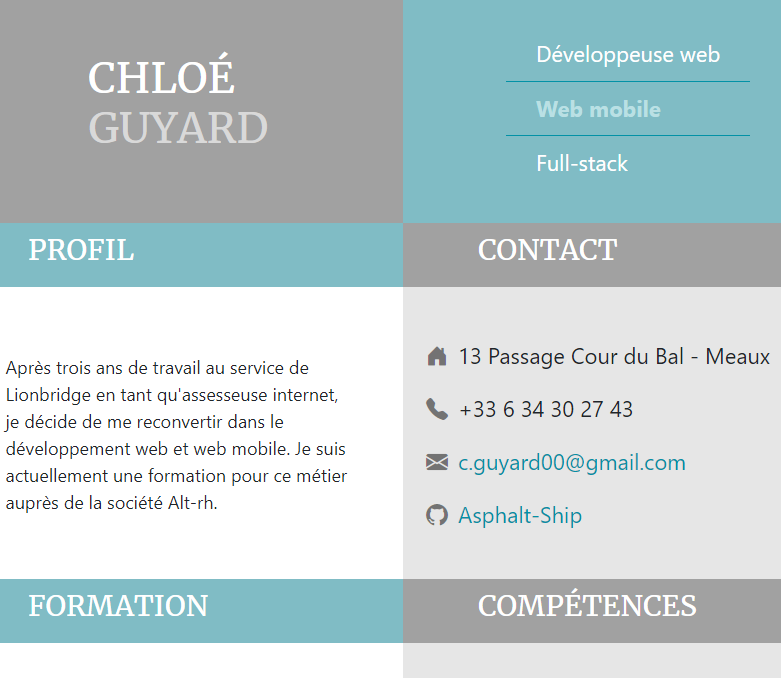 CHLOÉ
GUYARD
Développeuse web
Web mobile
Full-stack
PROFIL
Après trois ans de travail au service de
Lionbridge en tant qu'assesseuse internet,
je décide de me reconvertir dans le
développement web et web mobile. Je suis
actuellement une formation pour ce métier
auprès de la société Alt-rh.
CONTACT
13 Passage Cour du Bal - Meaux
+33 6 34 30 27 43
c.guyard00@gmail.com
Asphalt-Ship
FORMATION
COMPÉTENCES